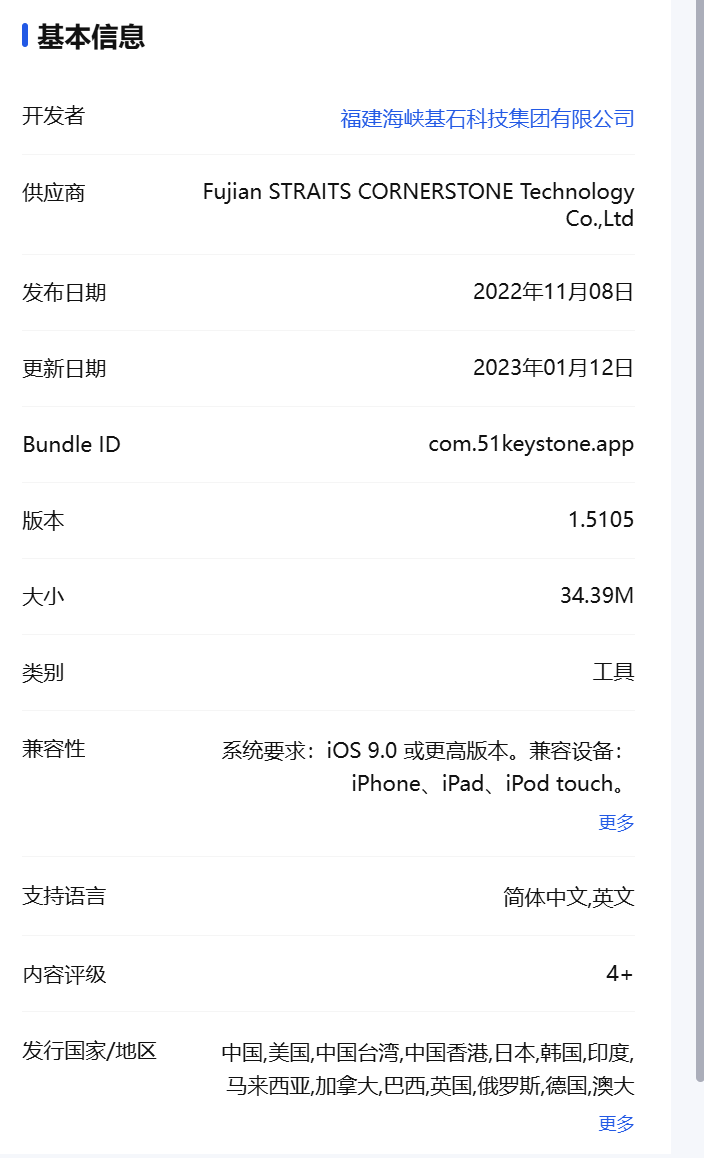 基本信息
开发者
福建海峡基石科技集团有限公司
供应商
Fujian STRAITS CORNERSTONE Technology
Co.,Ltd
发布日期
2022年11月08日
更新日期
2023年01月12日
Bundle ID
com.51keystone.app
版本
1.5105
大小
34.39M
类别
工具
兼容性
系统要求：iOS 9.0 或更高版本。兼容设备：
iPhone、iPad、iPod touch。
更多
支持语言
简体中文,英文
内容评级
4+
发行国家/地区
中国,美国,中国台湾,中国香港,日本,韩国,印度,
马来西亚,加拿大,巴西,英国,俄罗斯,德国,澳大
更多